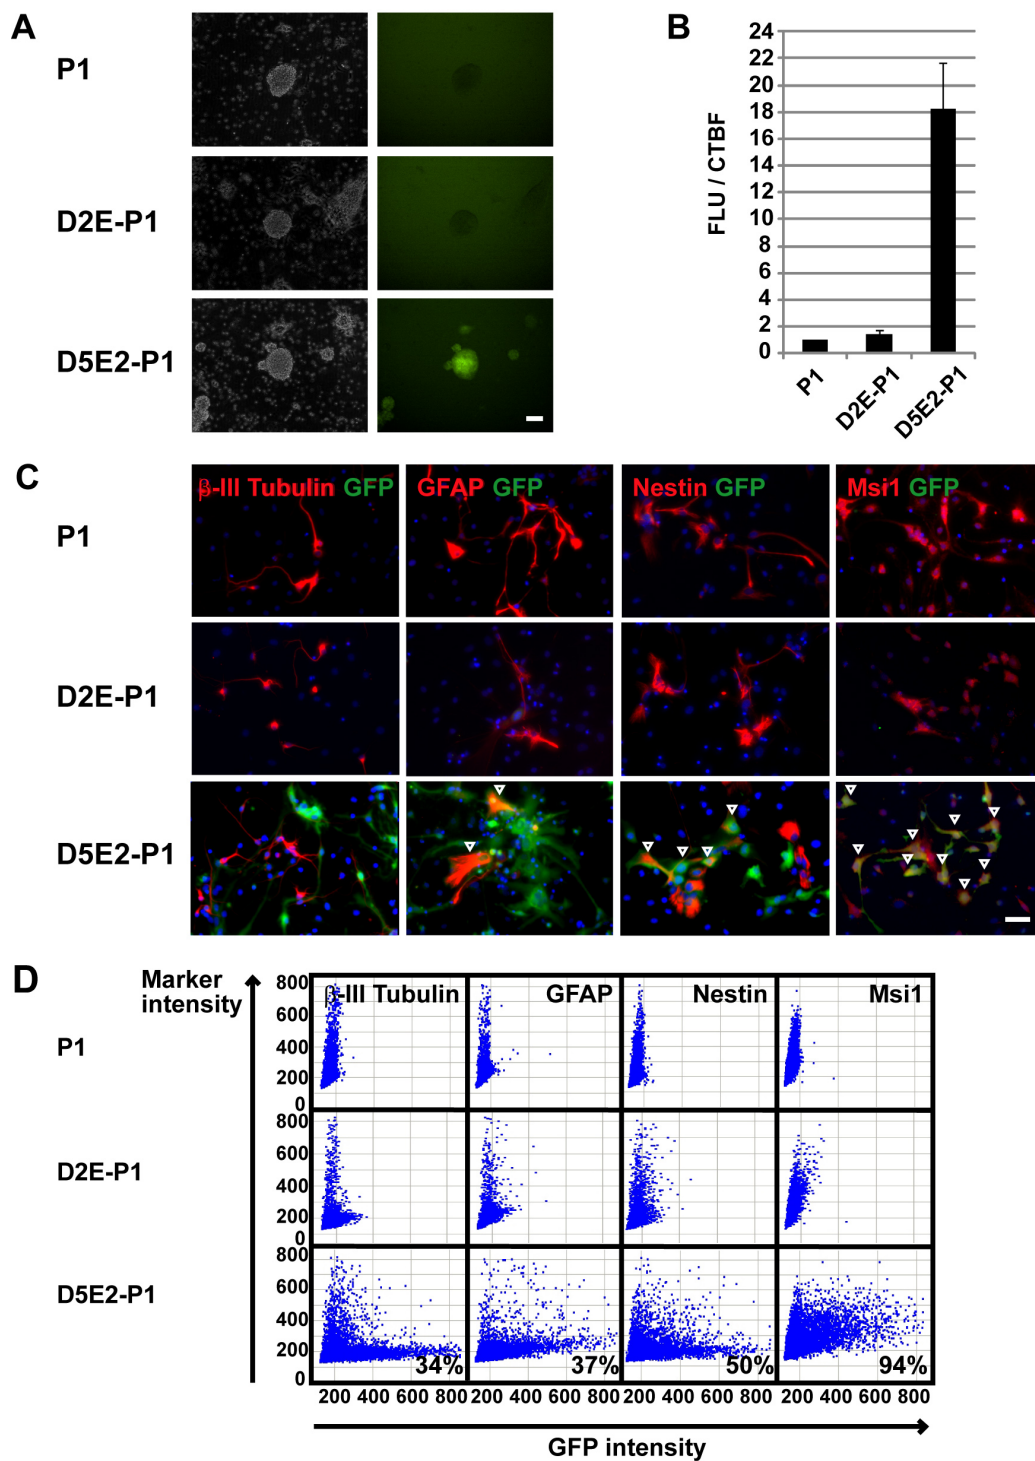 A
P1
D2E-P1
D5E2-P1
B
24
22
20
18
16
14
12
10
8
6
4
2
0
FLU / CTBF
P1
D2E-P1
D5E2-P1
C
β-III Tubulin GFP
GFAP GFP
Nestin GFP
Msi1 GFP
P1
D2E-P1
D5E2-P1
D
Marker
intensity
β-III Tubulin
GFAP
Nestin
Msi1
P1
800
600
400
200
0
D2E-P1
800
600
400
200
0
D5E2-P1
800
600
400
200
0
34%
37%
50%
94%
200 400 600 800
200 400 600 800
200 400 600 800
200 400 600 800
GFP intensity